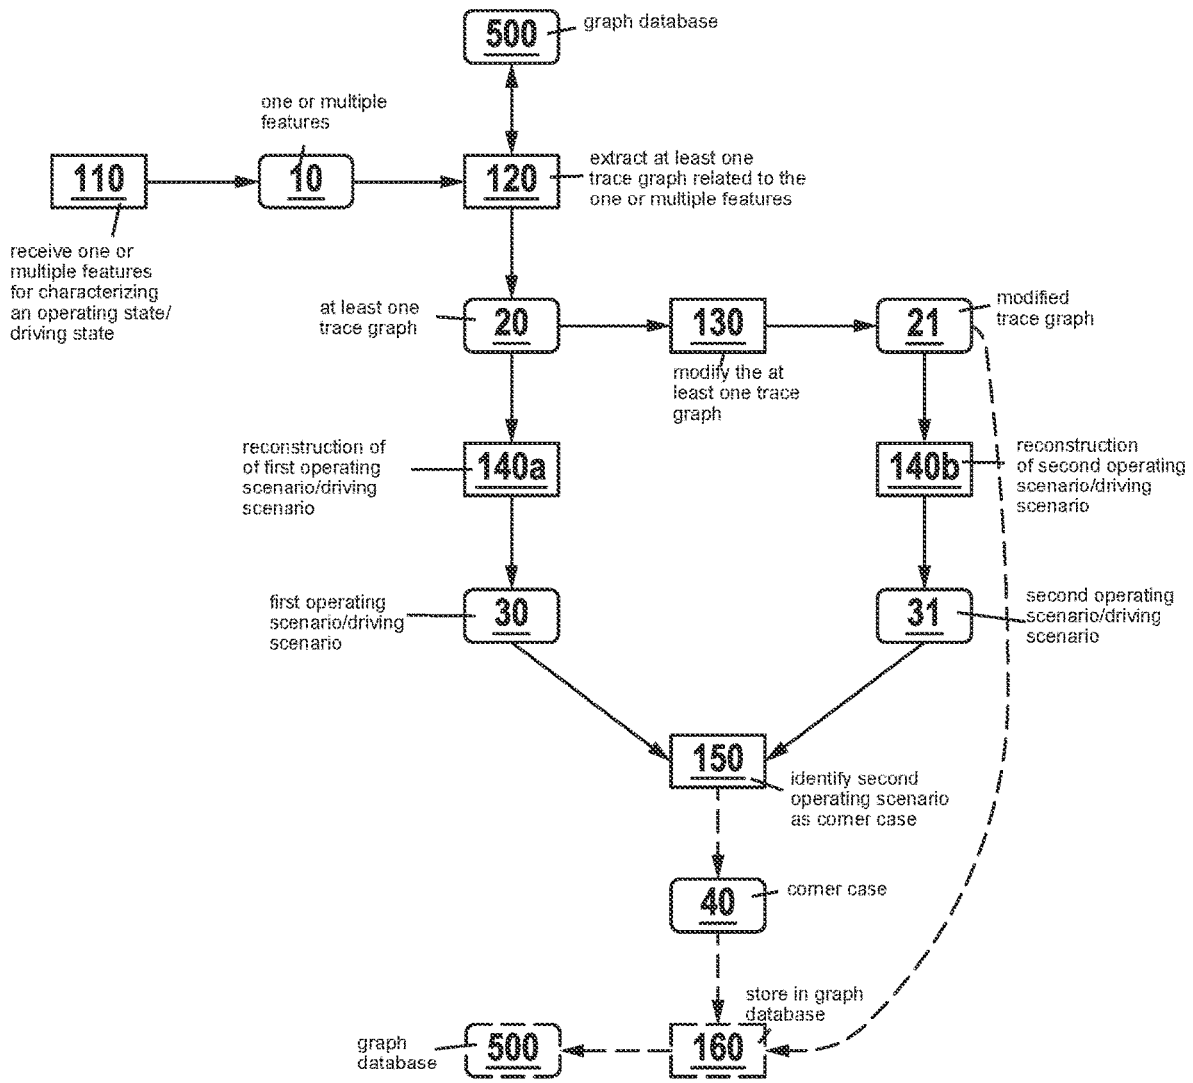 500
graph database
one or multiple
features
110
10
120
extract at least one
trace graph related to the
one or multiple features
receive one or
multiple features
for characterizing
an operating state/
driving state
at least one
trace graph
20
130
21
modified
trace graph
modify the at
least one trace
graph
reconstruction of
of first operating
scenario/driving
scenario
140a
140b
reconstruction
of second operating
scenario/driving
scenario
first operating
scenario/driving
scenario
30
31
second operating
scenario/driving
scenario
150
identify second
operating scenario
as corner case
40
corner case
store in graph
database
graph
database
500
160